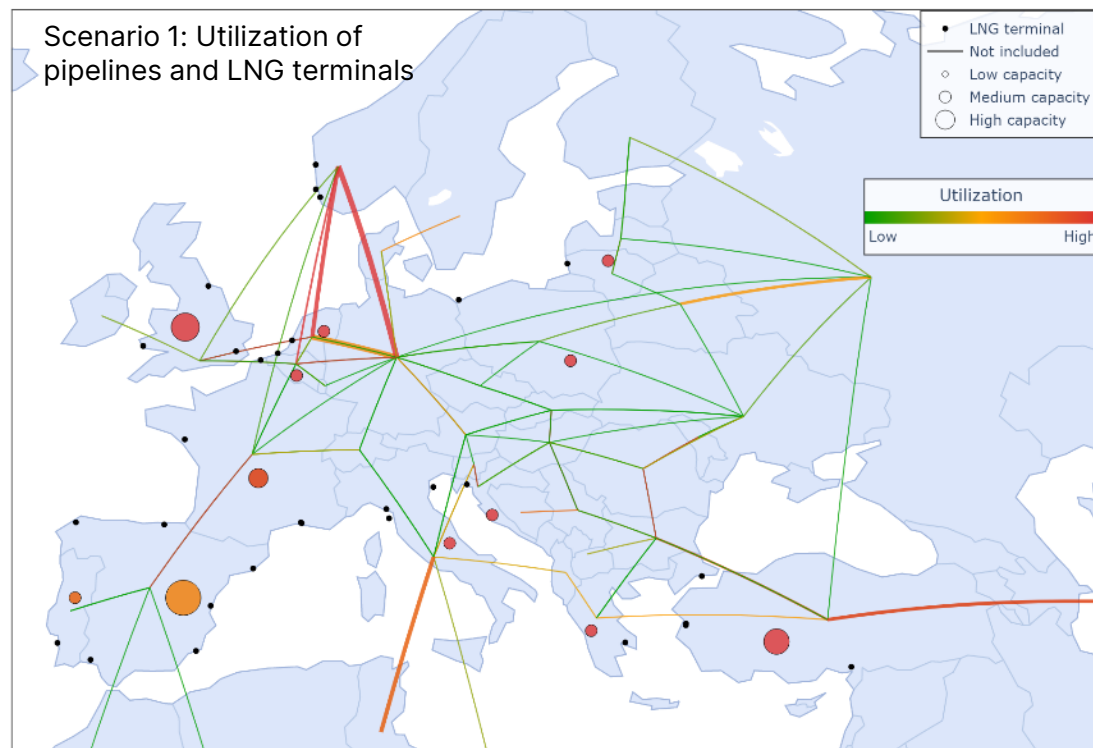 Scenario 1: Utilization of
pipelines and LNG terminals
LNG terminal
Not included
Low capacity
Medium capacity
High capacity
Utilization
Low High